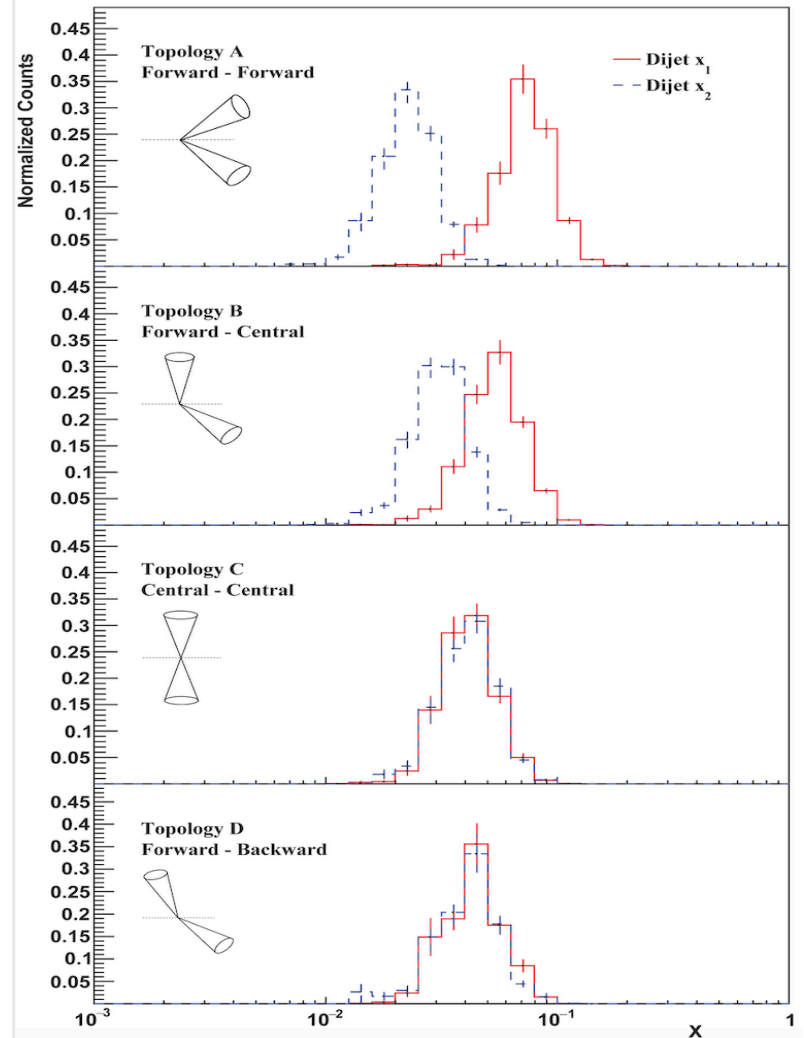 Normalized Counts
0.45
0.4
0.35
0.3
0.25
0.2
0.15
0.1
0.05
Topology A
Forward - Forward
Dijet x1
Dijet x2
0.45
0.4
0.35
0.3
0.25
0.2
0.15
0.1
0.05
Topology B
Forward - Central
0.45
0.4
0.35
0.3
0.25
0.2
0.15
0.1
0.05
Topology C
Central - Central
0.45
0.4
0.35
0.3
0.25
0.2
0.15
0.1
0.05
Topology D
Forward - Backward
10−3 10−2 10−1 1
x